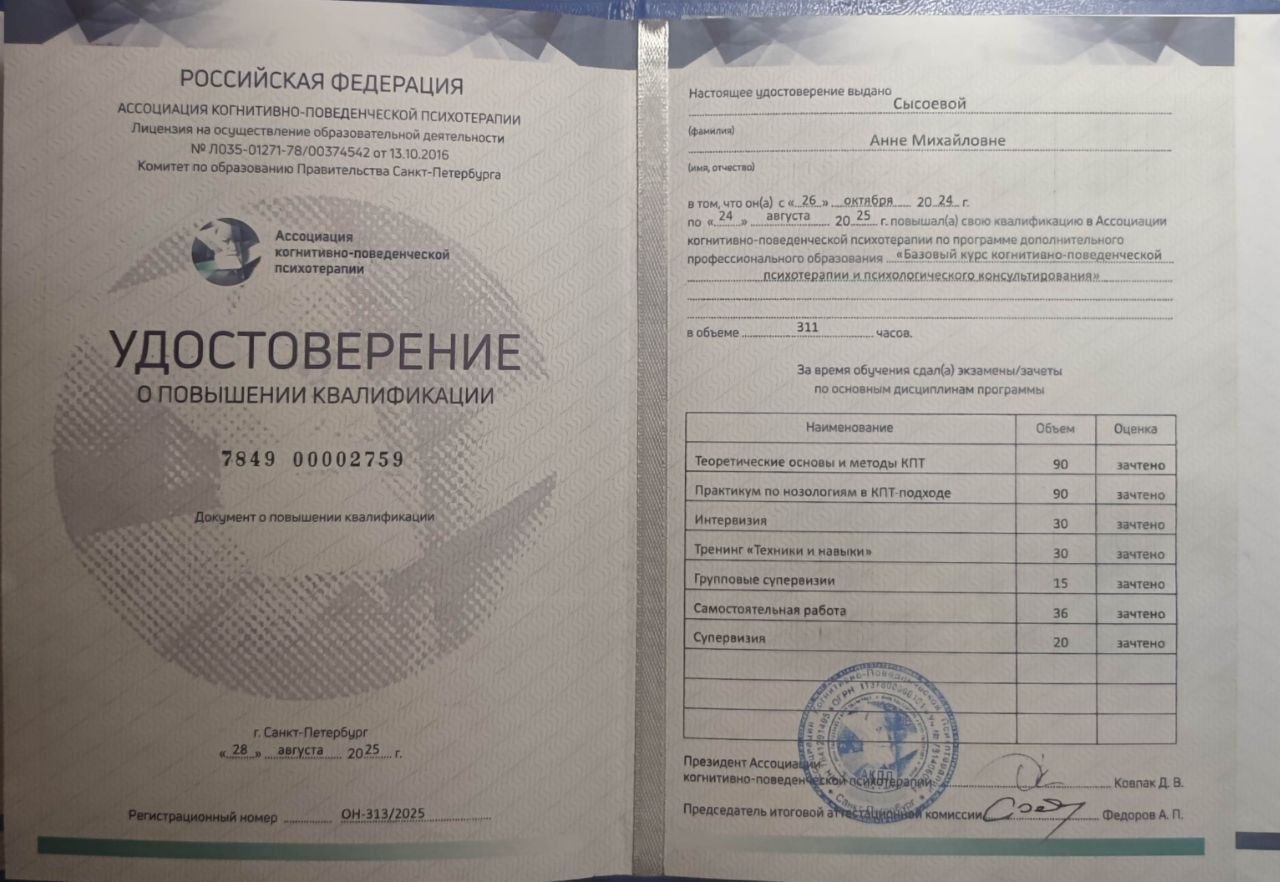 РОССИЙСКАЯ ФЕДЕРАЦИЯ
АССОЦИАЦИЯ КОГНИТИВНО-ПОВЕДЕНЧЕСКОЙ ПСИХОТЕРАПИИ
Лицензия на осуществление образовательной деятельности
№ Л035-01271-78/00374542 от 13.10.2016
Комитет по образованию Правительства Санкт-Петербурга
Ассоциация
когнитивно-поведенческой
психотерапии
УДОСТОВЕРЕНИЕ
О ПОВЫШЕНИИ КВАЛИФИКАЦИИ
7849 00002759
Документ о повышении квалификации
г. Санкт-Петербург
«28» августа 2025 г.
Регистрационный номер ОН-313/2025
Настоящее удостоверение выдано
Сысоевой
(фамилия)
Анне Михайловне
(имя, отчество)
в том, что он(а) с «26» октября 2024 г.
по «24» августа 2025 г. повышал(а) свою квалификацию в Ассоциации
когнитивно-поведенческой психотерапии по программе дополнительного
профессионального образования «Базовый курс когнитивно-поведенческой
психотерапии и психологического консультирования»
в объеме 311 часов.
За время обучения сдал(а) экзамены/зачеты
по основным дисциплинам программы
Наименование Объем Оценка
Теоретические основы и методы КПТ 90 зачтено
Практикум по нозологиям в КПТ-подходе 90 зачтено
Интервизия 30 зачтено
Тренинг «Техники и навыки» 30 зачтено
Групповые супервизии 15 зачтено
Самостоятельная работа 36 зачтено
Супервизия 20 зачтено
Президент Ассоциации
когнитивно-поведенческой психотерапии Ковпак Д. В.
Председатель итоговой аттестационной комиссии Федоров А. П.
АКПП
Санкт-Петербург